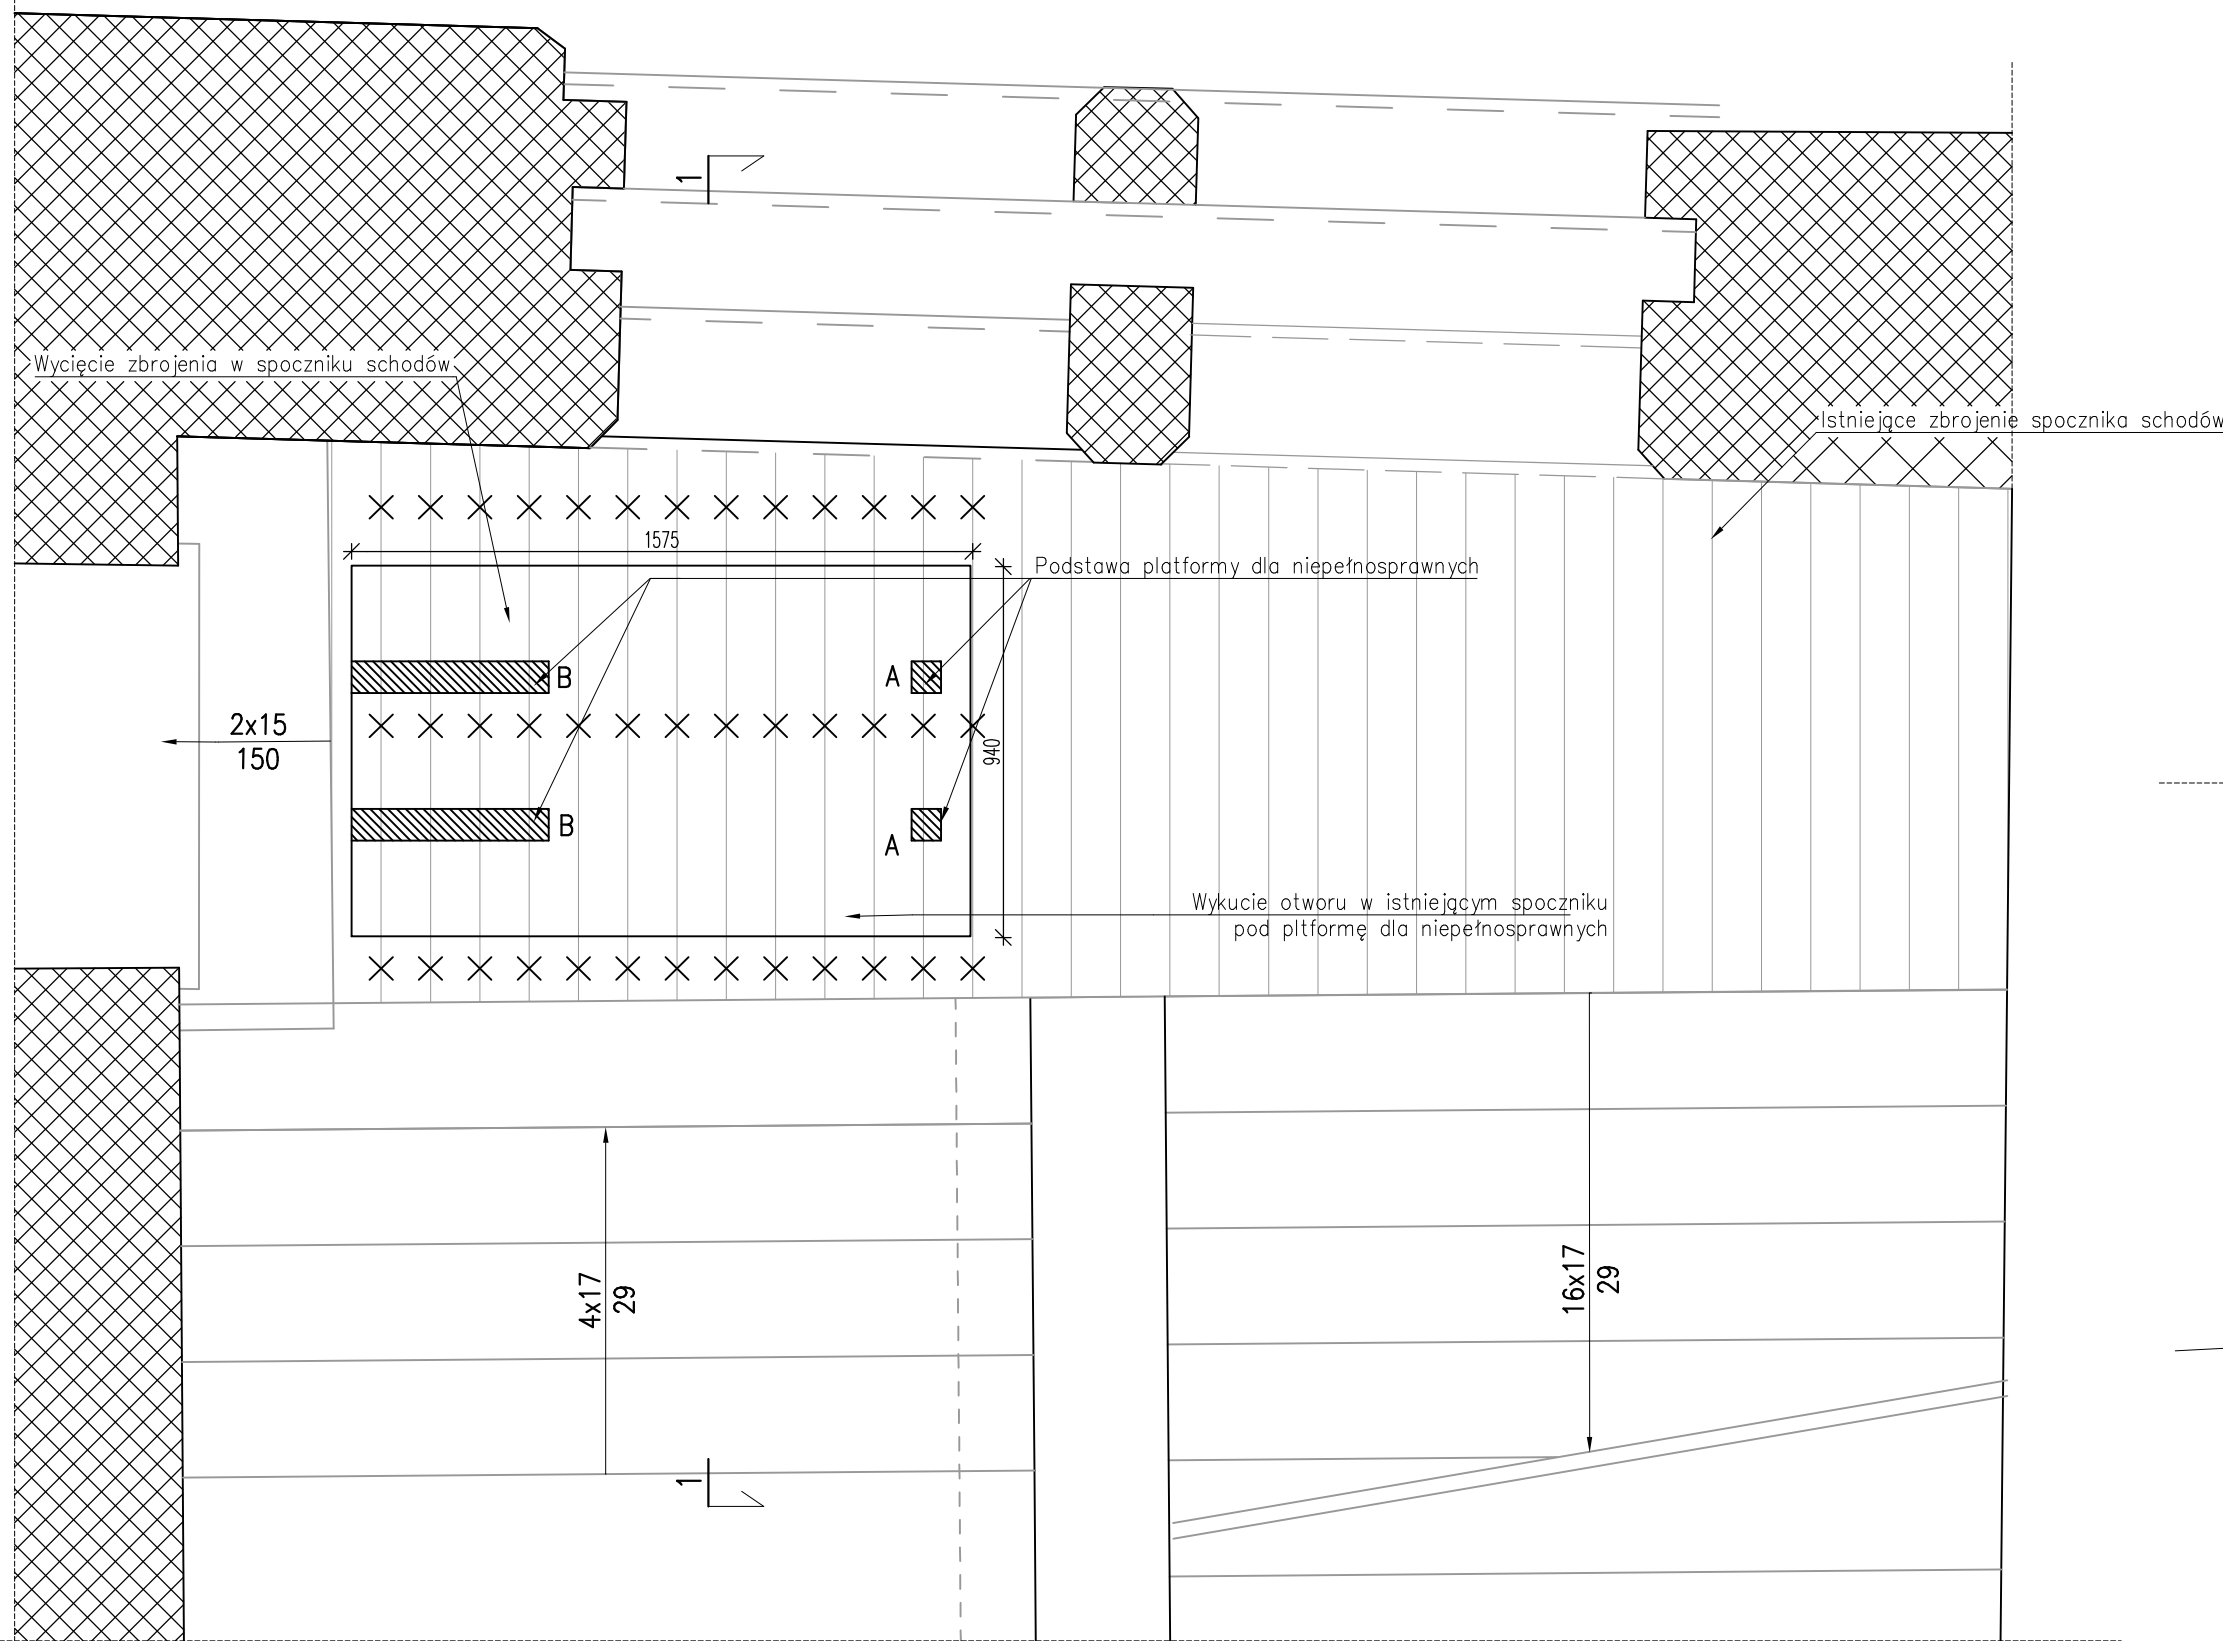 1
Wycięcie zbrojenia w spoczniku schodów
Istniejące zbrojenie spocznika schodów
1575
Podstawa platformy dla niepełnosprawnych
B
A
2x15
150
940
B
A
Wykucie otworu w istniejącym spoczniku
pod pltformę dla niepełnosprawnych
4x17
29
16x17
29
1